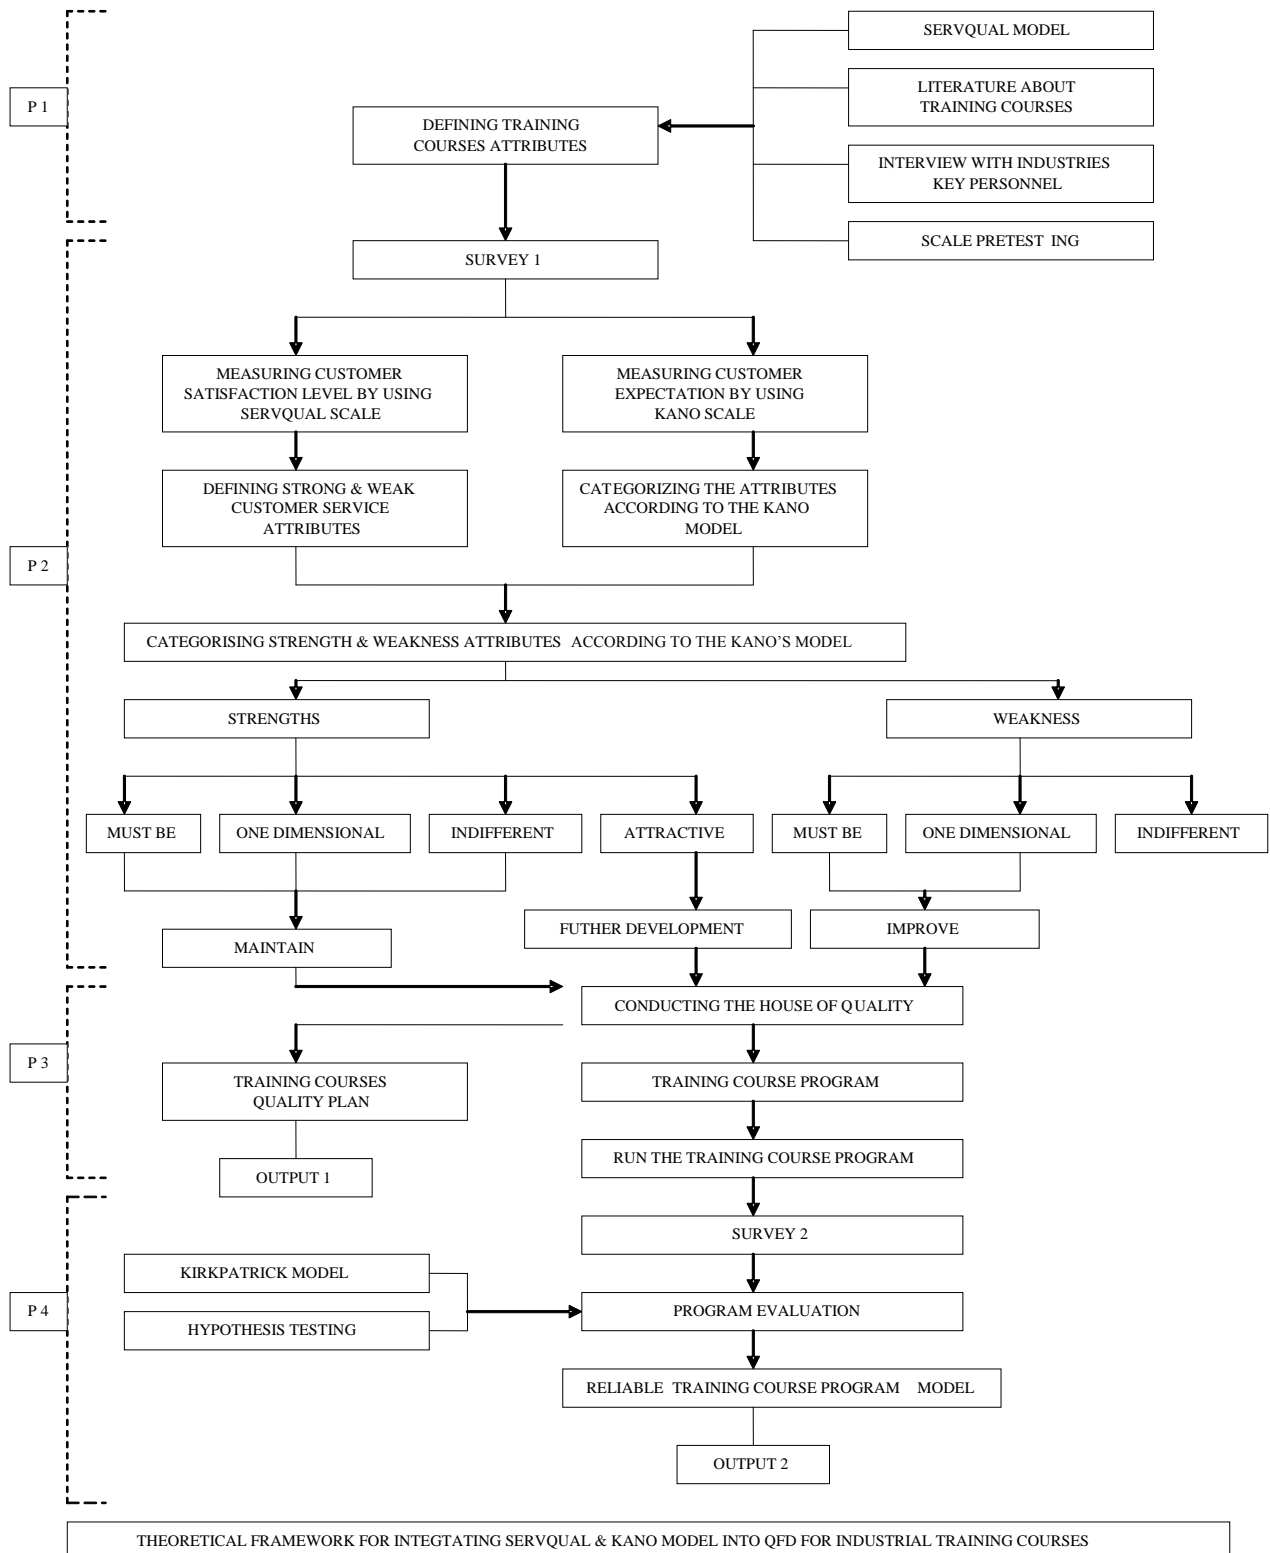 SERVQUAL MODEL
P 1
LITERATURE ABOUT
TRAINING COURSES
DEFINING TRAINING
COURSES ATTRIBUTES
INTERVIEW WITH INDUSTRIES
KEY PERSONNEL
SCALE PRETEST ING
SURVEY 1
MEASURING CUSTOMER
SATISFACTION LEVEL BY USING
SERVQUAL SCALE
MEASURING CUSTOMER
EXPECTATION BY USING
KANO SCALE
DEFINING STRONG & WEAK
CUSTOMER SERVICE
ATTRIBUTES
CATEGORIZING THE ATTRIBUTES
ACCORDING TO THE KANO
MODEL
P 2
CATEGORISING STRENGTH & WEAKNESS ATTRIBUTES ACCORDING TO THE KANO’S MODEL
STRENGTHS
WEAKNESS
MUST BE
ONE DIMENSIONAL
INDIFFERENT
ATTRACTIVE
MUST BE
ONE DIMENSIONAL
INDIFFERENT
MAINTAIN
FUTHER DEVELOPMENT
IMPROVE
CONDUCTING THE HOUSE OF QUALITY
P 3
TRAINING COURSES
QUALITY PLAN
TRAINING COURSE PROGRAM
RUN THE TRAINING COURSE PROGRAM
OUTPUT 1
SURVEY 2
KIRKPATRICK MODEL
P 4
PROGRAM EVALUATION
HYPOTHESIS TESTING
RELIABLE TRAINING COURSE PROGRAM MODEL
OUTPUT 2
THEORETICAL FRAMEWORK FOR INTEGTATING SERVQUAL & KANO MODEL INTO QFD FOR INDUSTRIAL TRAINING COURSES